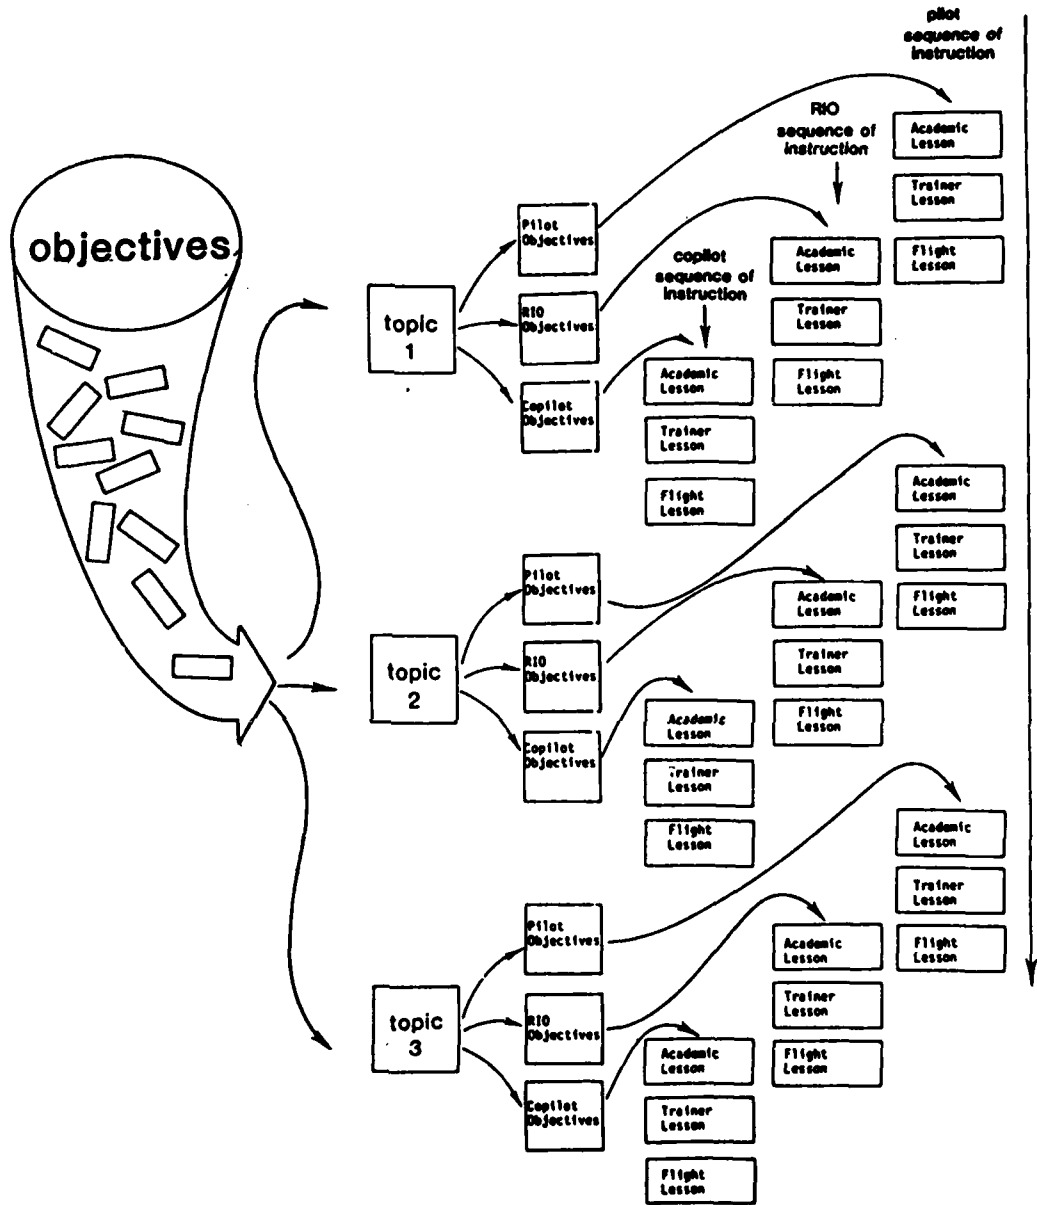 pilot
sequence of
instruction
RIO
sequence of
instruction
copilot
sequence of
instruction
objectives
topic
1
Pilot
Objectives
RIO
Objectives
Copilot
Objectives
Academic
Lesson
Trainer
Lesson
Flight
Lesson
Academic
Lesson
Trainer
Lesson
Flight
Lesson
Academic
Lesson
Trainer
Lesson
Flight
Lesson
topic
2
Pilot
Objectives
RIO
Objectives
Copilot
Objectives
Academic
Lesson
Trainer
Lesson
Flight
Lesson
Academic
Lesson
Trainer
Lesson
Flight
Lesson
Academic
Lesson
Trainer
Lesson
Flight
Lesson
topic
3
Pilot
Objectives
RIO
Objectives
Copilot
Objectives
Academic
Lesson
Trainer
Lesson
Flight
Lesson
Academic
Lesson
Trainer
Lesson
Flight
Lesson
Academic
Lesson
Trainer
Lesson
Flight
Lesson